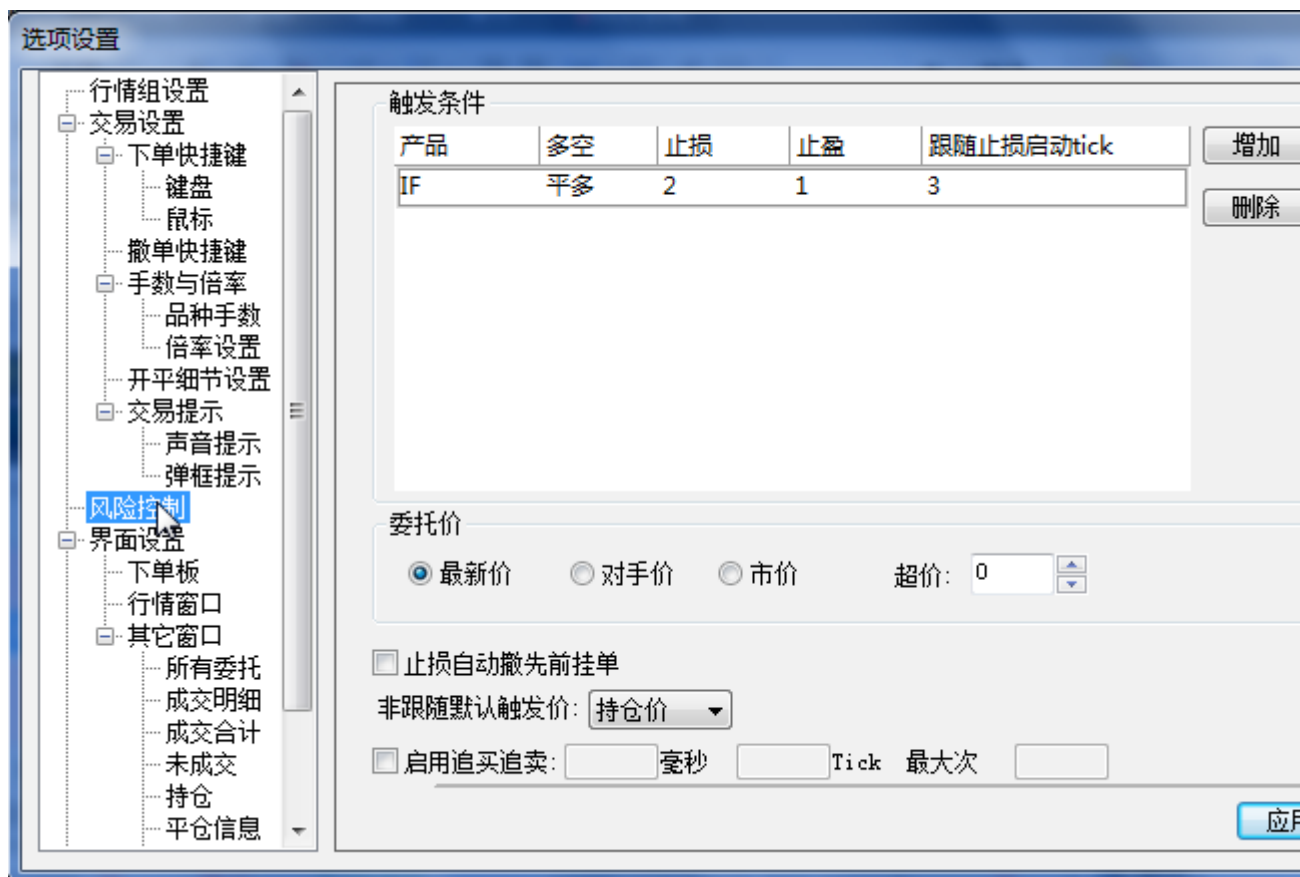 选项设置
行情组设置
交易设置
下单快捷键
键盘
鼠标
撤单快捷键
手数与倍率
品种手数
倍率设置
开平细节设置
交易提示
声音提示
弹框提示
风险控制
界面设置
下单板
行情窗口
其它窗口
所有委托
成交明细
成交合计
未成交
持仓
平仓信息
触发条件
产品 多空 止损 止盈 跟随止损启动tick
IF 平多 2 1 3
增加
删除
委托价
最新价 对手价 市价 超价: 0
止损自动撤先前挂单
非跟随默认触发价: 持仓价
启用追买追卖: 毫秒 Tick 最大次
应用